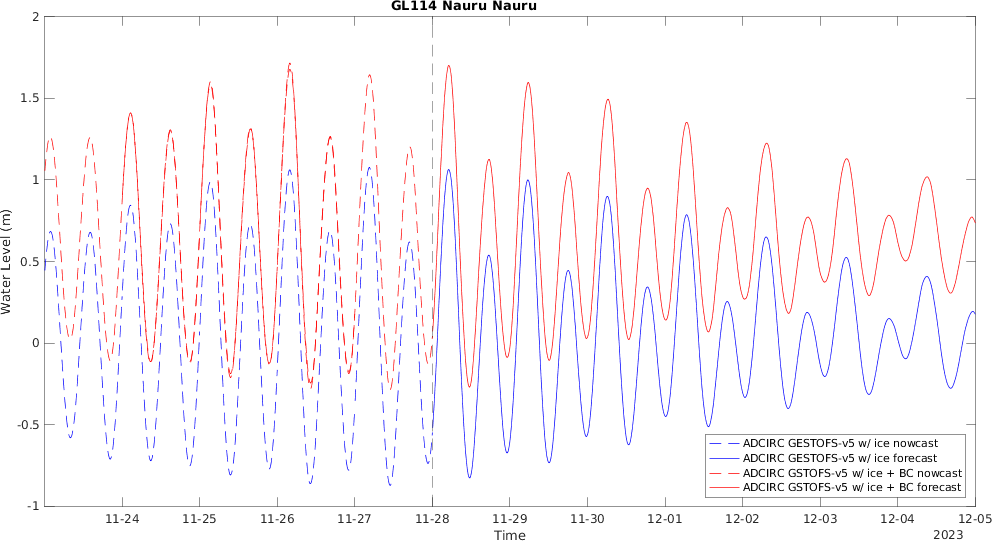 GL114 Nauru Nauru
Water Level (m)
2
1.5
1
0.5
0
-0.5
-1
ADCIRC GESTOFS-v5 w/ ice nowcast
ADCIRC GESTOFS-v5 w/ ice forecast
ADCIRC GSTOFS-v5 w/ ice + BC nowcast
ADCIRC GSTOFS-v5 w/ ice + BC forecast
11-24 11-25 11-26 11-27 11-28 11-29 11-30 12-01 12-02 12-03 12-04 12-05
Time
2023